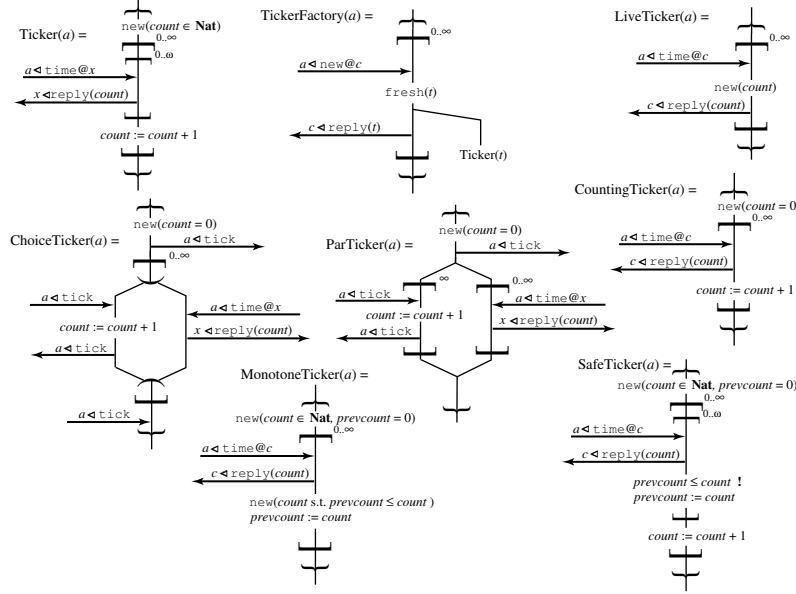 Ticker(a) =
new(count ∈ Nat)
0..∞
0..ω
a ⊲ time@x
x ⊲ reply(count)
count := count + 1
TickerFactory(a) =
0..∞
a ⊲ new@c
fresh(t)
c ⊲ reply(t)
Ticker(t)
LiveTicker(a) =
0..∞
a ⊲ time@c
new(count)
c ⊲ reply(count)
ChoiceTicker(a) =
new(count = 0)
a ⊲ tick
0..∞
a ⊲ tick
a ⊲ time@x
count := count + 1
x ⊲ reply(count)
a ⊲ tick
a ⊲ tick
ParTicker(a) =
new(count = 0)
a ⊲ tick
∞
0..∞
a ⊲ tick
a ⊲ time@x
count := count + 1
x ⊲ reply(count)
a ⊲ tick
CountingTicker(a) =
new(count = 0
0..∞
a ⊲ time@c
c ⊲ reply(count)
count := count + 1
MonotoneTicker(a) =
new(count ∈ Nat, prevcount = 0)
0..∞
a ⊲ time@c
c ⊲ reply(count)
new(count s.t. prevcount ≤ count )
prevcount := count
SafeTicker(a) =
new(count ∈ Nat, prevcount = 0)
0..∞
0..ω
a ⊲ time@c
c ⊲ reply(count)
prevcount ≤ count !
prevcount := count
count := count + 1